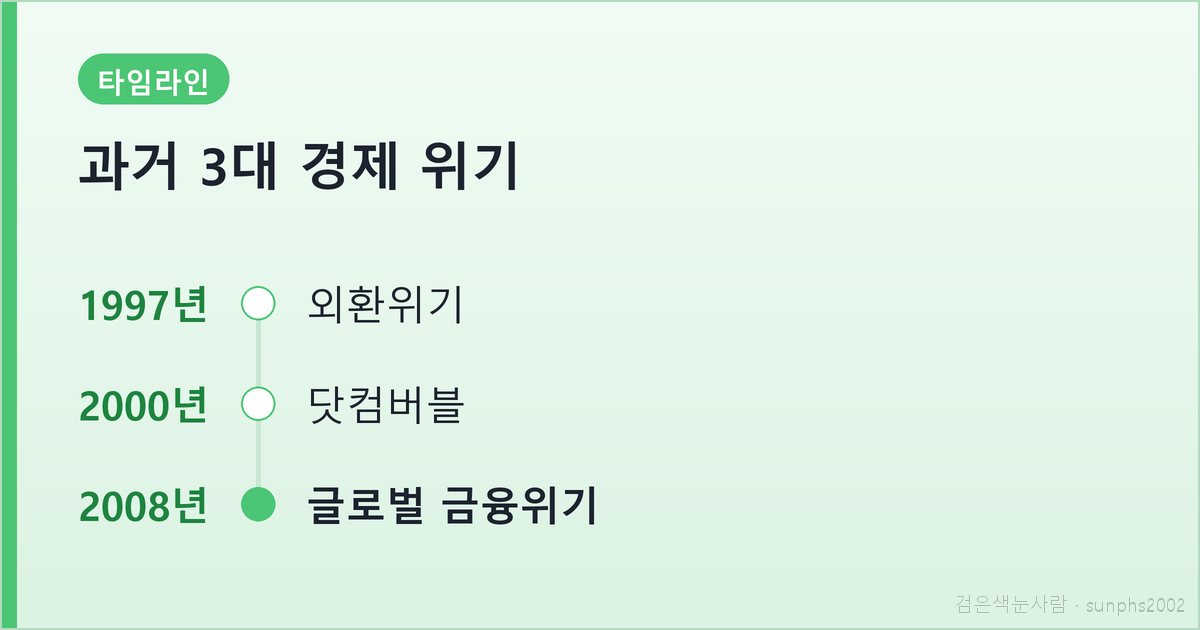 타임라인
과거 3대 경제 위기
1997년 외환위기
2000년 닷컴버블
2008년 글로벌 금융위기
검은색눈사람 · sunphs2002